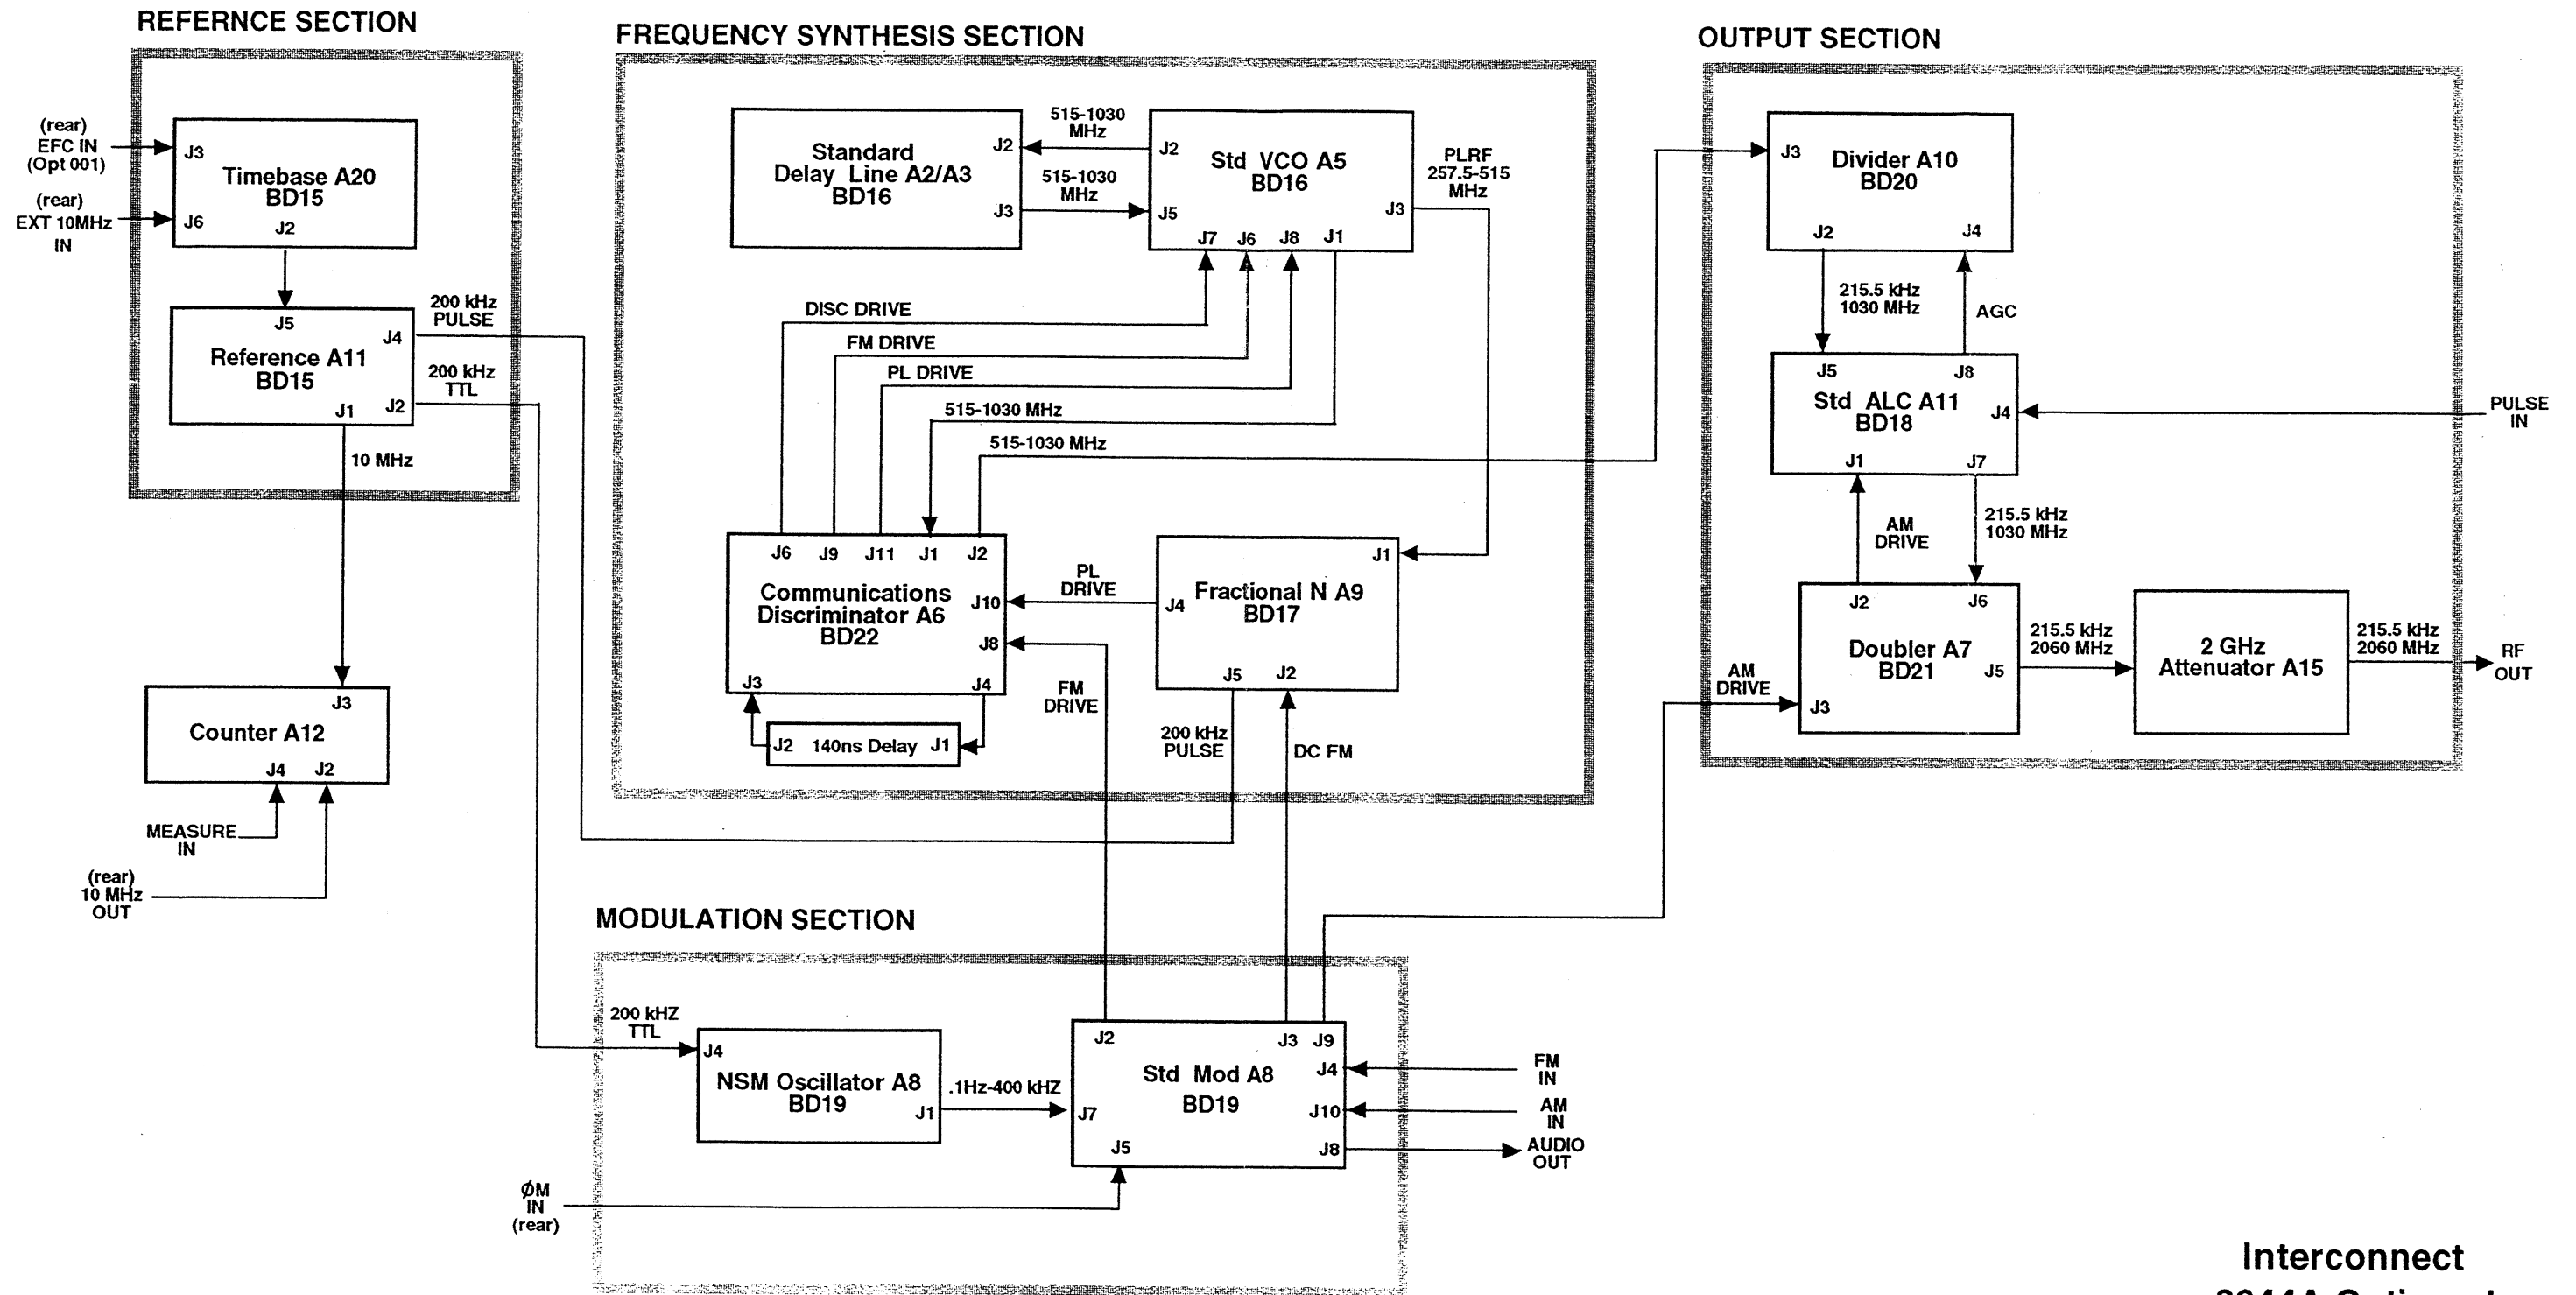 REFERNCE SECTION
(rear)
EFC IN
(Opt 001)
(rear)
EXT 10MHz
IN
J3
Timebase A20
BD15
J6
J2
J5
Reference A11
BD15
J4
J1
J2
200 kHz
PULSE
200 kHz
TTL
10 MHz
J3
Counter A12
J4
J2
MEASURE
IN
(rear)
10 MHz
OUT
FREQUENCY SYNTHESIS SECTION
Standard
Delay Line A2/A3
BD16
J2
J3
515-1030
MHz
515-1030
MHz
J2
Std VCO A5
BD16
J5
J3
J7
J6
J8
J1
PLRF
257.5-515
MHz
DISC DRIVE
FM DRIVE
PL DRIVE
515-1030 MHz
515-1030 MHz
J6
J9
J11
J1
J2
Communications
Discriminator A6
BD22
J10
J8
J3
J4
J2
140ns Delay
J1
PL
DRIVE
FM
DRIVE
J1
Fractional N A9
BD17
J4
J5
J2
200 kHz
PULSE
DC FM
OUTPUT SECTION
J3
Divider A10
BD20
J2
J4
215.5 kHz
1030 MHz
AGC
J5
J8
Std ALC A11
BD18
J4
J1
J7
PULSE
IN
AM
DRIVE
215.5 kHz
1030 MHz
J2
J6
Doubler A7
BD21
J5
J3
AM
DRIVE
215.5 kHz
2060 MHz
2 GHz
Attenuator A15
215.5 kHz
2060 MHz
RF
OUT
MODULATION SECTION
200 kHZ
TTL
J4
NSM Oscillator A8
BD19
J1
.1Hz-400 kHZ
J2
J3
J9
Std Mod A8
BD19
J7
J5
J4
J10
J8
FM
IN
AM
IN
AUDIO
OUT
ØM
IN
(rear)
Interconnect